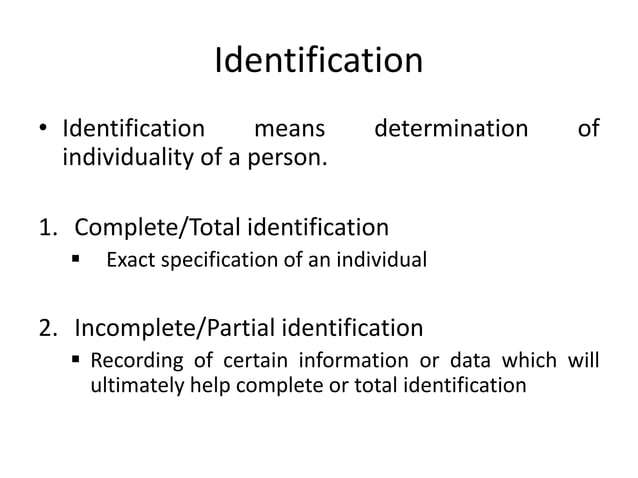 Identification
• Identification means determination of
individuality of a person.
1. Complete/Total identification
▪ Exact specification of an individual
2. Incomplete/Partial identification
▪ Recording of certain information or data which will
ultimately help complete or total identification